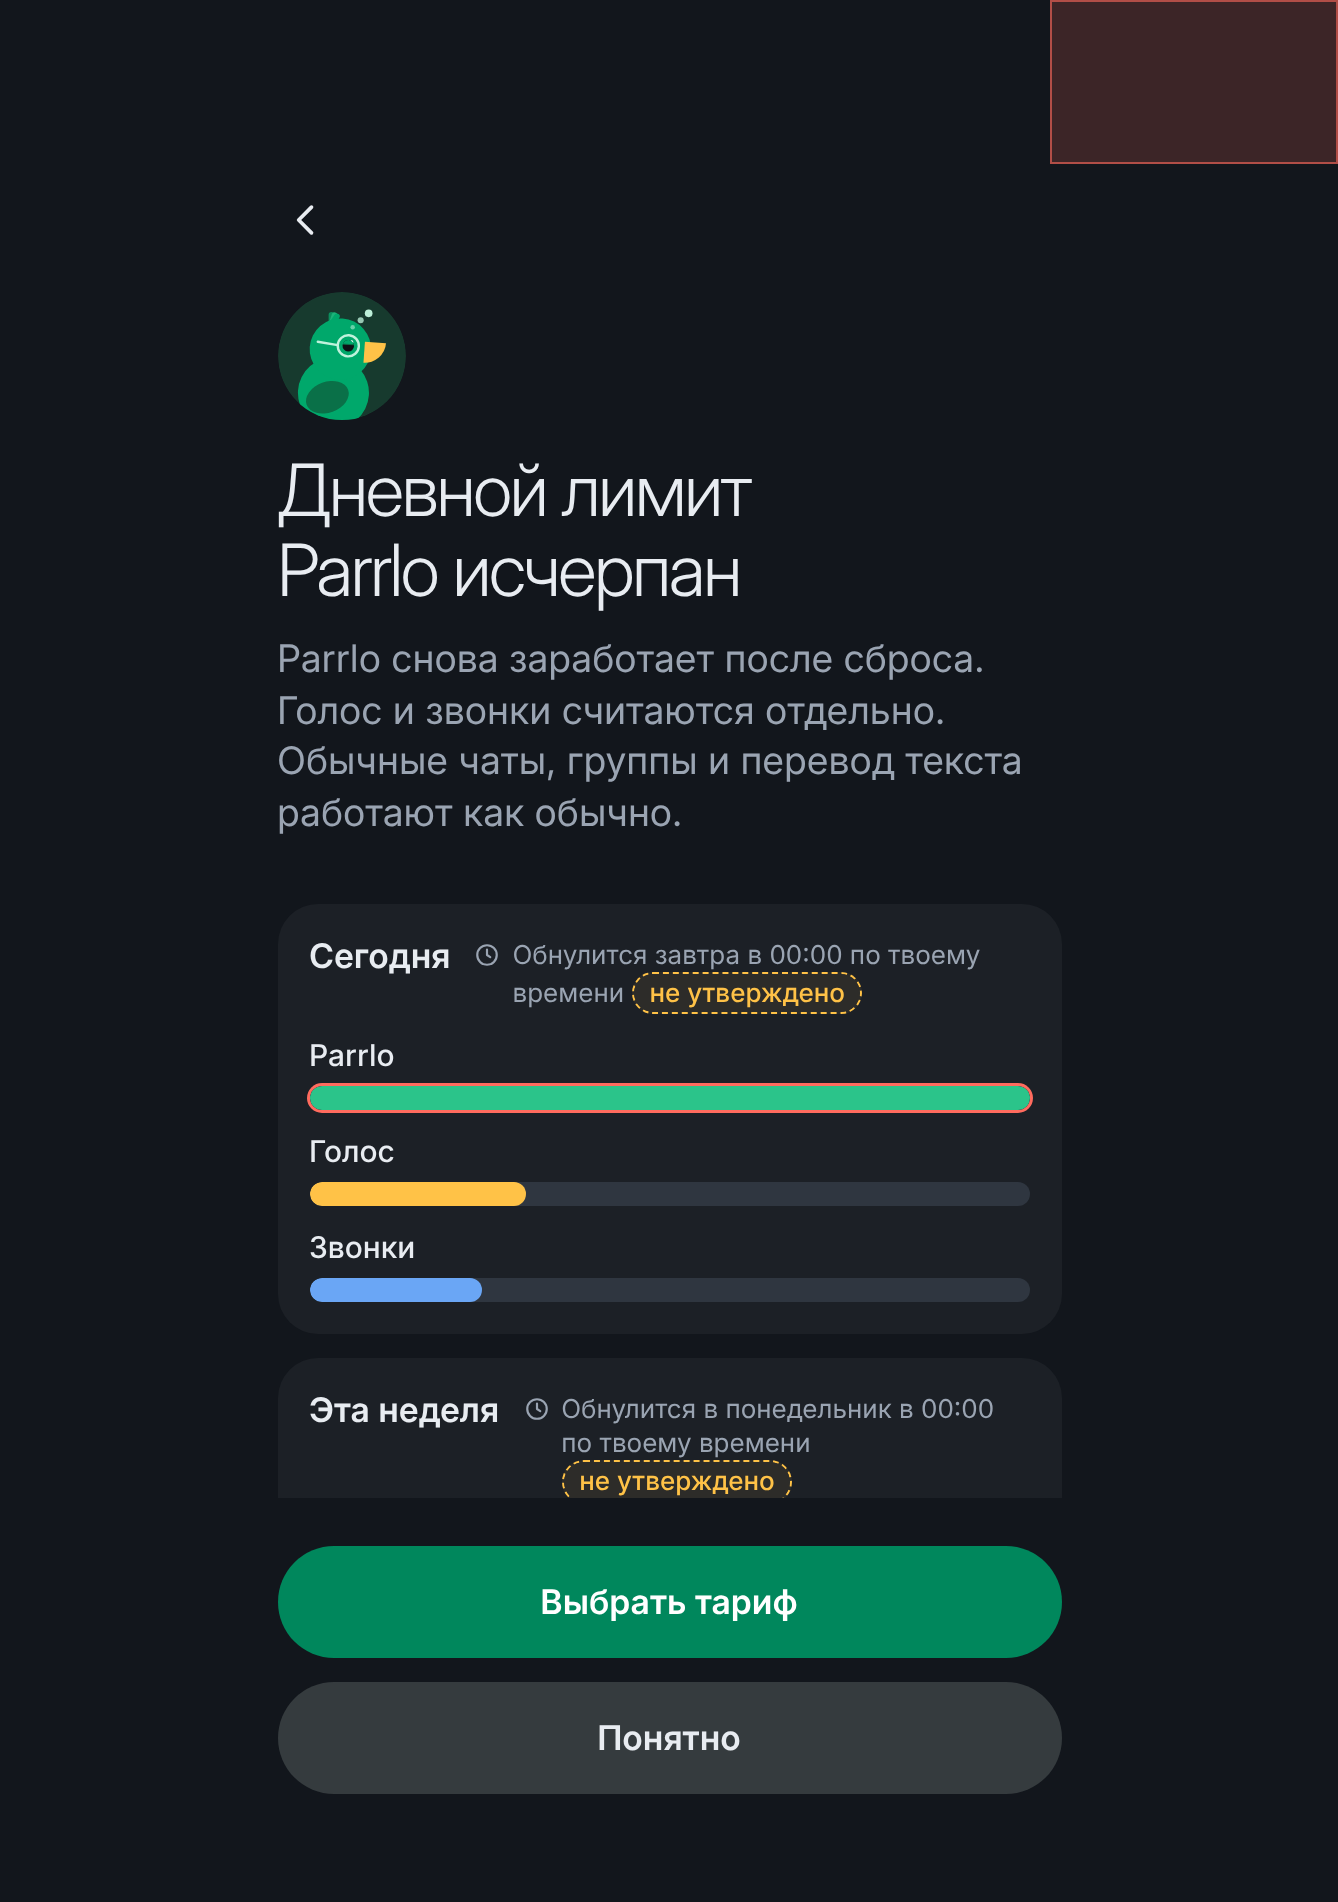 Дневной лимит
Parrlo исчерпан
Parrlo снова заработает после сброса.
Голос и звонки считаются отдельно.
Обычные чаты, группы и перевод текста
работают как обычно.
Сегодня Обнулится завтра в 00:00 по твоему
времени не утверждено
Parrlo
Голос
Звонки
Эта неделя Обнулится в понедельник в 00:00
по твоему времени
не утверждено
Выбрать тариф
Понятно